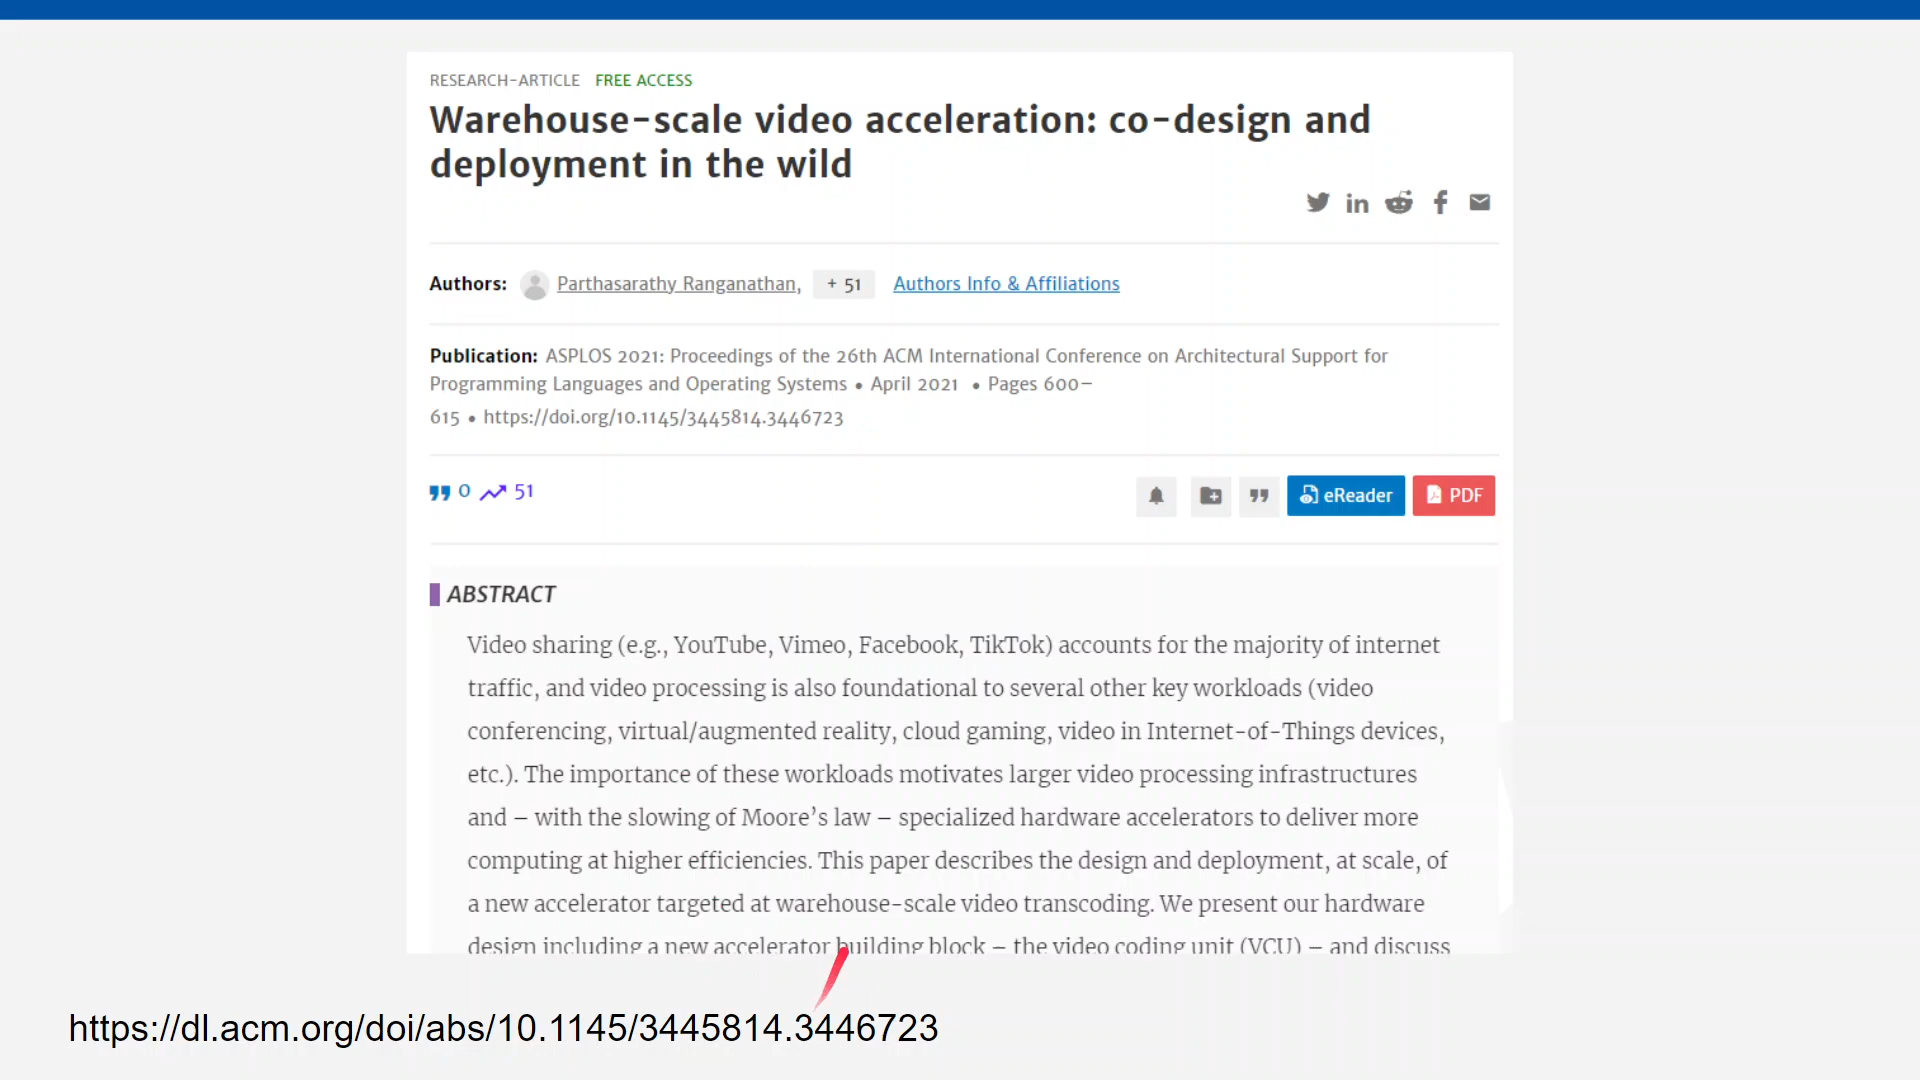 RESEARCH-ARTICLE FREE ACCESS
Warehouse-scale video acceleration: co-design and
deployment in the wild
Authors: Parthasarathy Ranganathan, + 51 Authors Info & Affiliations
Publication: ASPLOS 2021: Proceedings of the 26th ACM International Conference on Architectural Support for
Programming Languages and Operating Systems • April 2021 • Pages 600–
615 • https://doi.org/10.1145/3445814.3446723
0 51 eReader PDF
ABSTRACT
Video sharing (e.g., YouTube, Vimeo, Facebook, TikTok) accounts for the majority of internet
traffic, and video processing is also foundational to several other key workloads (video
conferencing, virtual/augmented reality, cloud gaming, video in Internet-of-Things devices,
etc.). The importance of these workloads motivates larger video processing infrastructures
and – with the slowing of Moore’s law – specialized hardware accelerators to deliver more
computing at higher efficiencies. This paper describes the design and deployment, at scale, of
a new accelerator targeted at warehouse-scale video transcoding. We present our hardware
design including a new accelerator building block – the video coding unit (VCU) – and discuss
https://dl.acm.org/doi/abs/10.1145/3445814.3446723